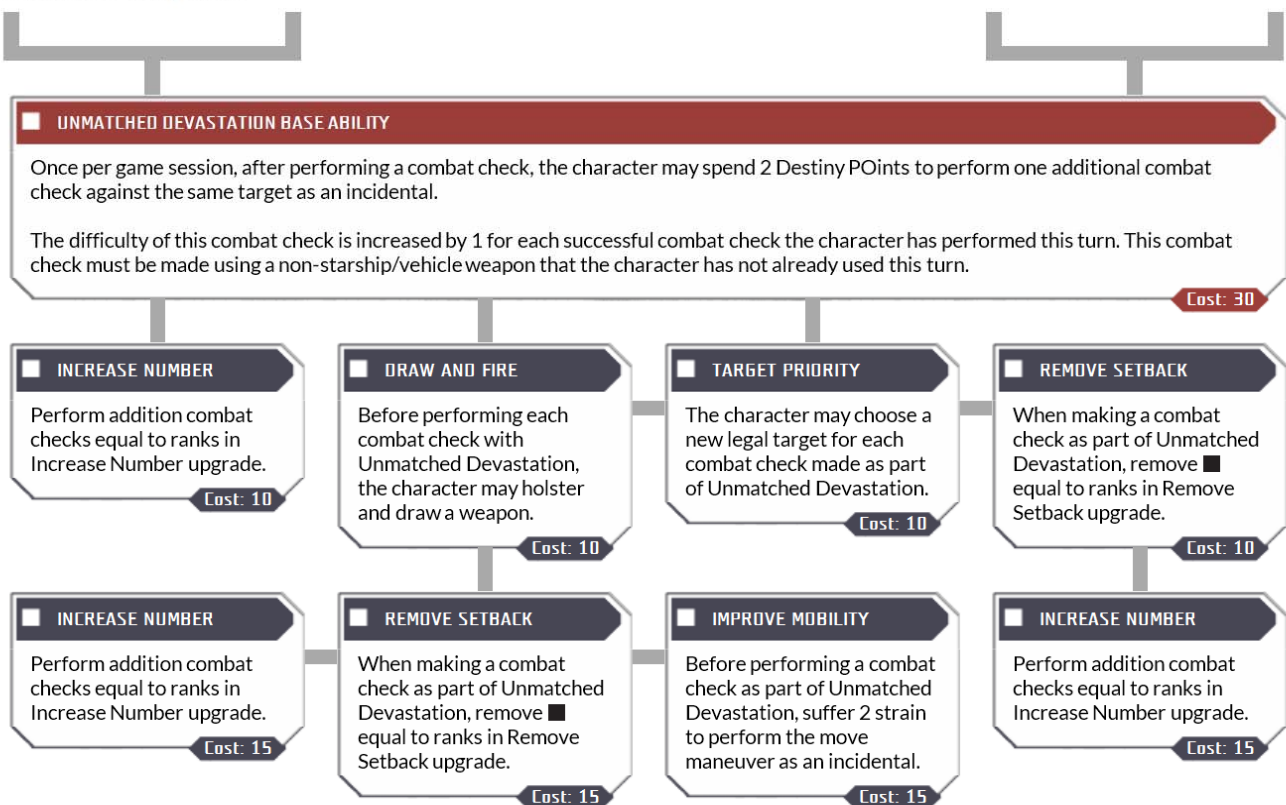 UNMATCHED DEVASTATION BASE ABILITY
Once per game session, after performing a combat check, the character may spend 2 Destiny POints to perform one additional combat
check against the same target as an incidental.
The difficulty of this combat check is increased by 1 for each successful combat check the character has performed this turn. This combat
check must be made using a non-starship/vehicle weapon that the character has not already used this turn.
Cost: 30
INCREASE NUMBER
Perform addition combat
checks equal to ranks in
Increase Number upgrade.
Cost: 10
DRAW AND FIRE
Before performing each
combat check with
Unmatched Devastation,
the character may holster
and draw a weapon.
Cost: 10
TARGET PRIORITY
The character may choose a
new legal target for each
combat check made as part
of Unmatched Devastation.
Cost: 10
REMOVE SETBACK
When making a combat
check as part of Unmatched
Devastation, remove ■
equal to ranks in Remove
Setback upgrade.
Cost: 10
INCREASE NUMBER
Perform addition combat
checks equal to ranks in
Increase Number upgrade.
Cost: 15
REMOVE SETBACK
When making a combat
check as part of Unmatched
Devastation, remove ■
equal to ranks in Remove
Setback upgrade.
Cost: 15
IMPROVE MOBILITY
Before performing a combat
check as part of Unmatched
Devastation, suffer 2 strain
to perform the move
maneuver as an incidental.
Cost: 15
INCREASE NUMBER
Perform addition combat
checks equal to ranks in
Increase Number upgrade.
Cost: 15